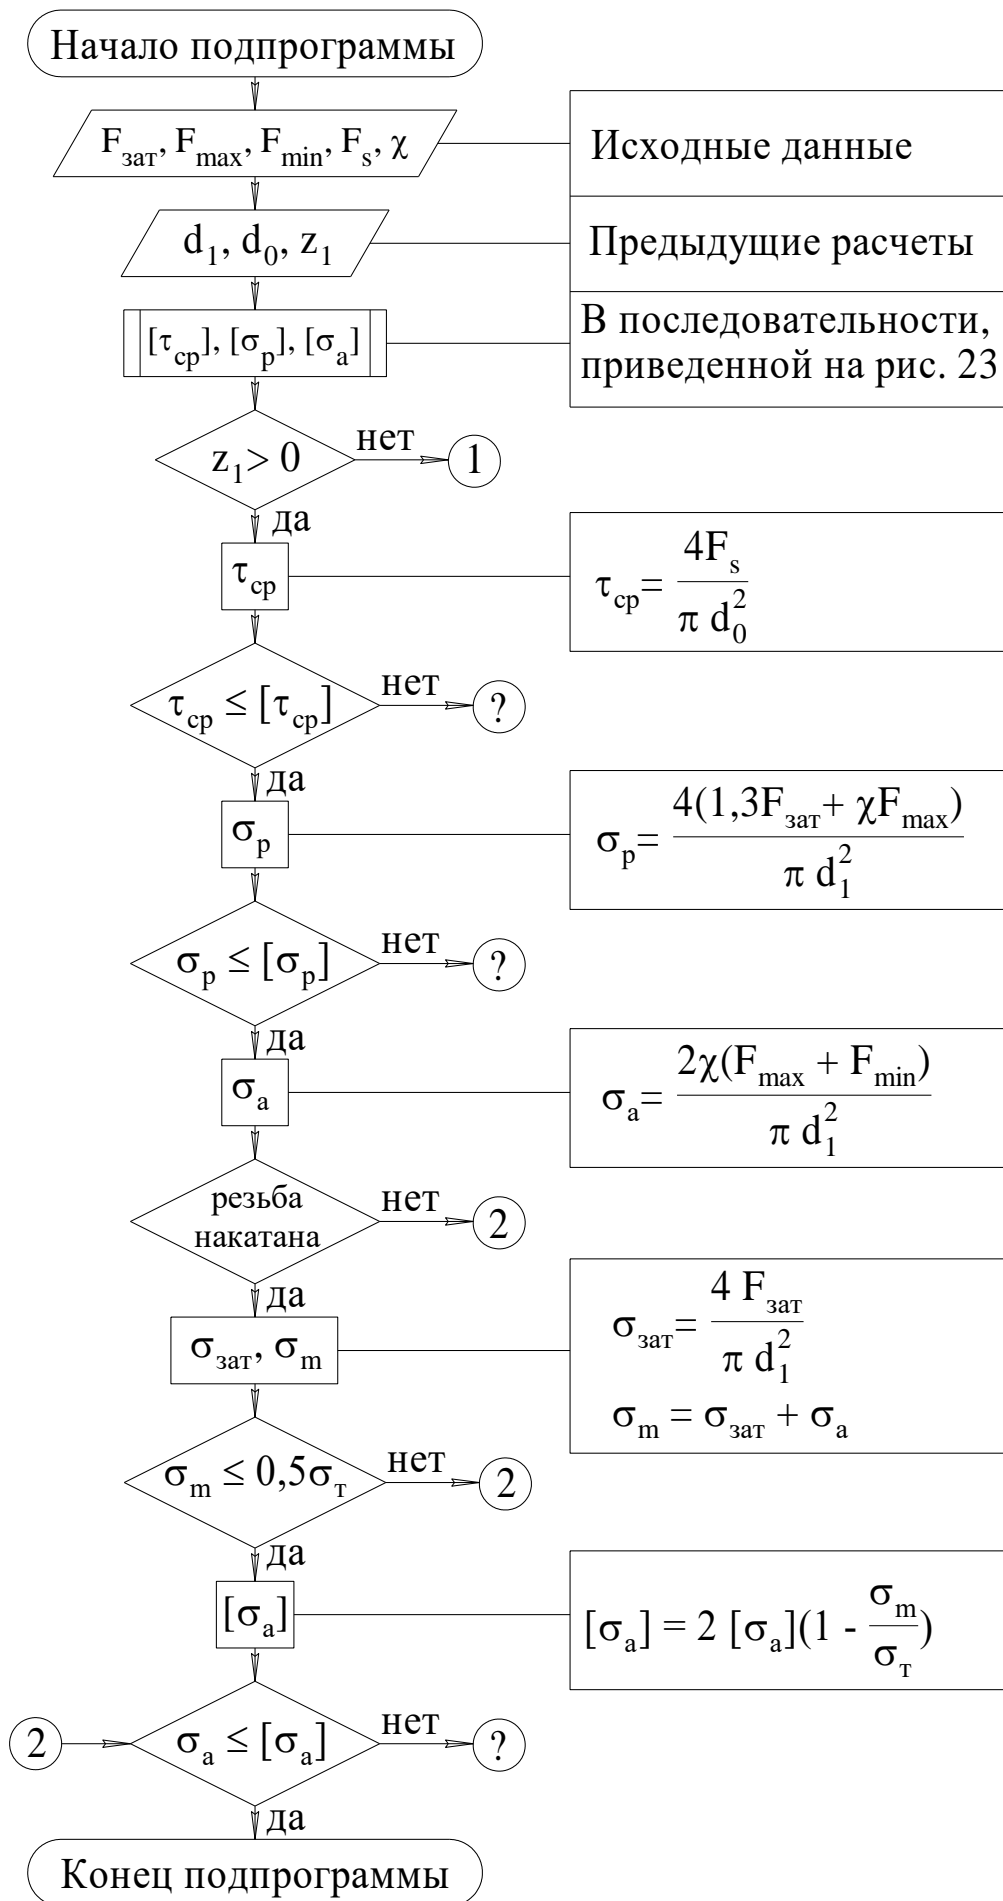 Начало подпрограммы
F_зат, F_max, F_min, F_s, χ
Исходные данные
d_1, d_0, z_1
Предыдущие расчеты
[τ_ср], [σ_р], [σ_а]
В последовательности,
приведенной на рис. 23
z_1 > 0
нет
1
да
τ_ср
τ_ср = 4F_s / π d_0^2
τ_ср ≤ [τ_ср]
нет
?
да
σ_р
σ_р = 4(1,3F_зат + χF_max) / π d_1^2
σ_р ≤ [σ_р]
нет
?
да
σ_а
σ_а = 2χ(F_max + F_min) / π d_1^2
резьба
накатана
нет
2
да
σ_зат, σ_m
σ_зат = 4 F_зат / π d_1^2
σ_m = σ_зат + σ_а
σ_m ≤ 0,5σ_т
нет
2
да
[σ_а]
[σ_а] = 2 [σ_а](1 - σ_m / σ_т)
2
σ_а ≤ [σ_а]
нет
?
да
Конец подпрограммы